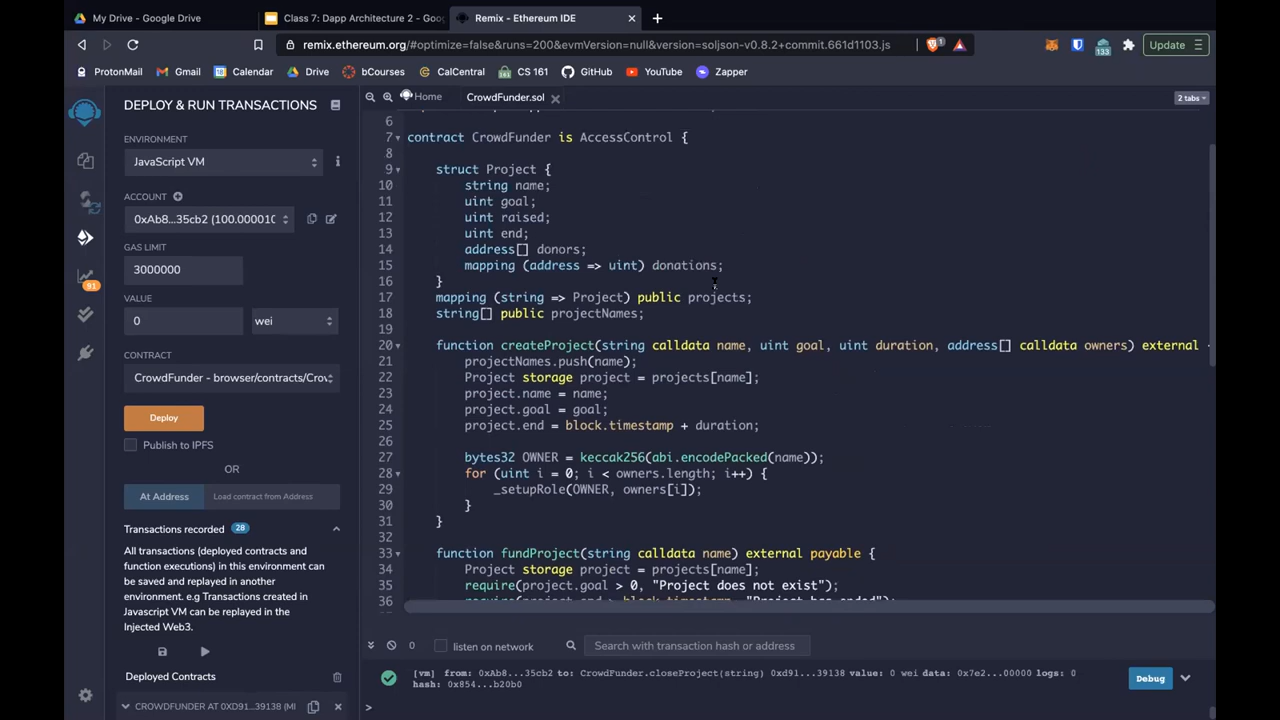 My Drive - Google Drive
Class 7: Dapp Architecture 2 - Goo
Remix - Ethereum IDE
remix.ethereum.org/#optimize=false&runs=200&evmVersion=null&version=soljson-v0.8.2+commit.661d1103.js
1
133
Update
ProtonMail
Gmail
Calendar
Drive
bCourses
CalCentral
CS 161
GitHub
YouTube
Zapper
DEPLOY & RUN TRANSACTIONS
ENVIRONMENT
JavaScript VM
ACCOUNT
0xAb8...35cb2 (100.00001(
GAS LIMIT
3000000
VALUE
0
wei
CONTRACT
CrowdFunder - browser/contracts/Crov
Deploy
Publish to IPFS
OR
At Address
Load contract from Address
Transactions recorded 28
All transactions (deployed contracts and
function executions) in this environment can
be saved and replayed in another
environment. e.g Transactions created in
Javascript VM can be replayed in the
Injected Web3.
Deployed Contracts
CROWDFUNDER AT 0XD91...39138 (MI
91
Home
CrowdFunder.sol
2 tabs
6
7 contract CrowdFunder is AccessControl {
8
9 struct Project {
10 string name;
11 uint goal;
12 uint raised;
13 uint end;
14 address[] donors;
15 mapping (address => uint) donations;
16 }
17 mapping (string => Project) public projects;
18 string[] public projectNames;
19
20 function createProject(string calldata name, uint goal, uint duration, address[] calldata owners) external {
21 projectNames.push(name);
22 Project storage project = projects[name];
23 project.name = name;
24 project.goal = goal;
25 project.end = block.timestamp + duration;
26
27 bytes32 OWNER = keccak256(abi.encodePacked(name));
28 for (uint i = 0; i < owners.length; i++) {
29 _setupRole(OWNER, owners[i]);
30 }
31 }
32
33 function fundProject(string calldata name) external payable {
34 Project storage project = projects[name];
35 require(project.goal > 0, "Project does not exist");
36 require(project.end > block.timestamp, "Project has ended");
0
listen on network
Search with transaction hash or address
[vm] from: 0xAb8...35cb2 to: CrowdFunder.closeProject(string) 0xd91...39138 value: 0 wei data: 0x7e2...00000 logs: 0
hash: 0x854...b20b0
Debug
>